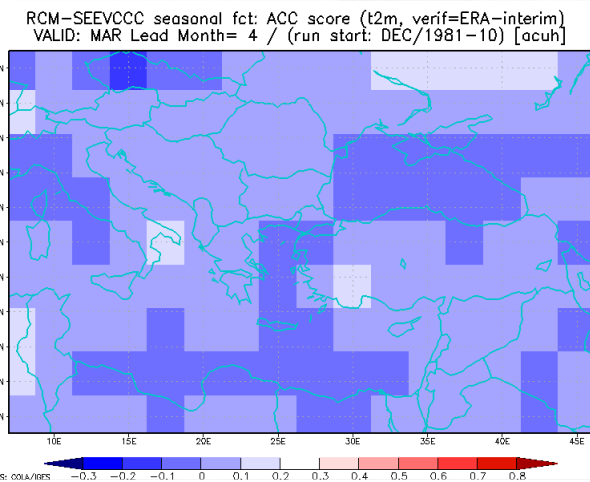 RCM-SEEVCCC seasonal fct: ACC score (t2m, verif=ERA-interim)
VALID: MAR Lead Month= 4 / (run start: DEC/1981-10) [acuh]
N
N
N
N
N
N
N
N
N
10E 15E 20E 25E 30E 35E 40E 45E
S: COLA/IGES
-0.3 -0.2 -0.1 0 0.1 0.2 0.3 0.4 0.5 0.6 0.7 0.8